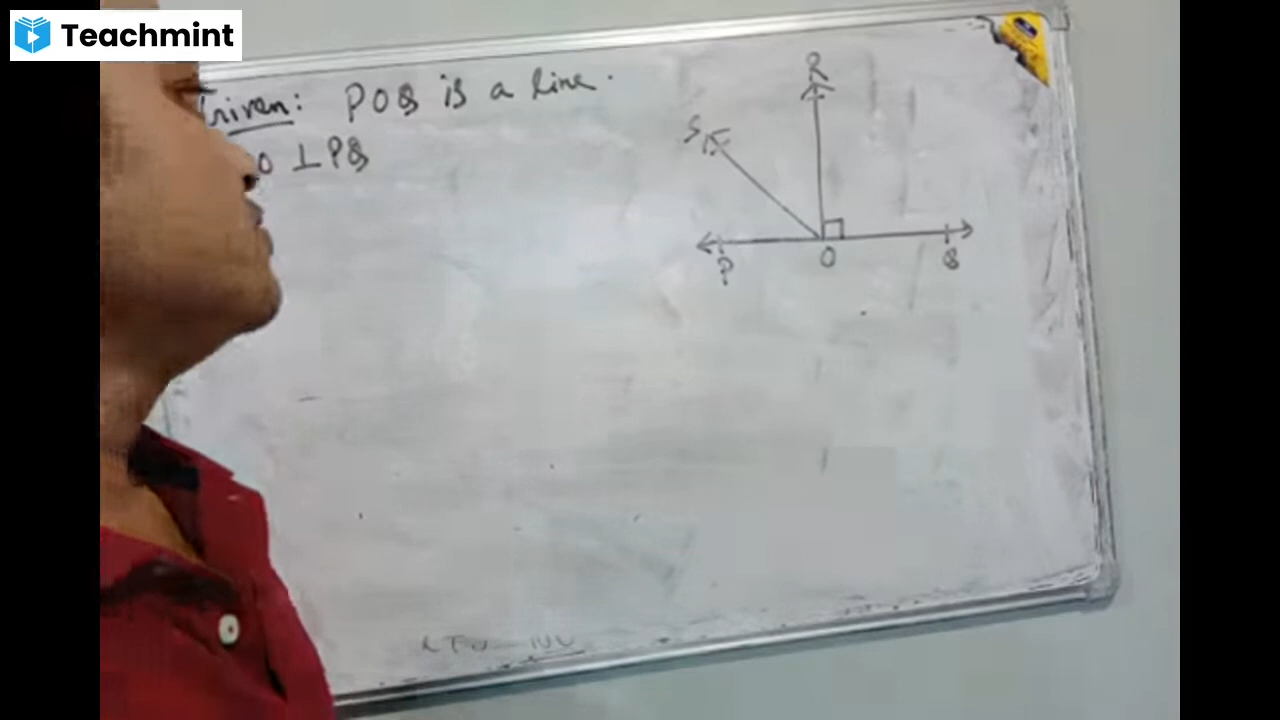 Teachmint
Given: POQ is a line.
O ⊥ PQ
R
S
P
O
Q